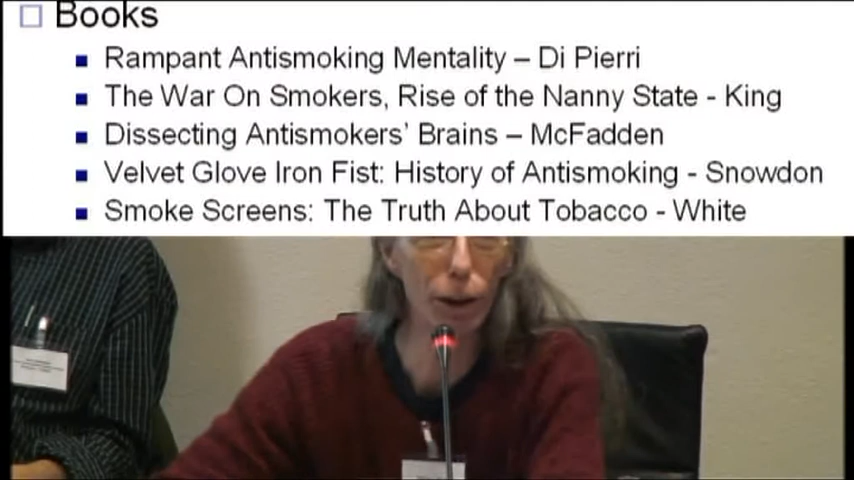 Books
Rampant Antismoking Mentality – Di Pierri
The War On Smokers, Rise of the Nanny State - King
Dissecting Antismokers' Brains – McFadden
Velvet Glove Iron Fist: History of Antismoking - Snowdon
Smoke Screens: The Truth About Tobacco - White